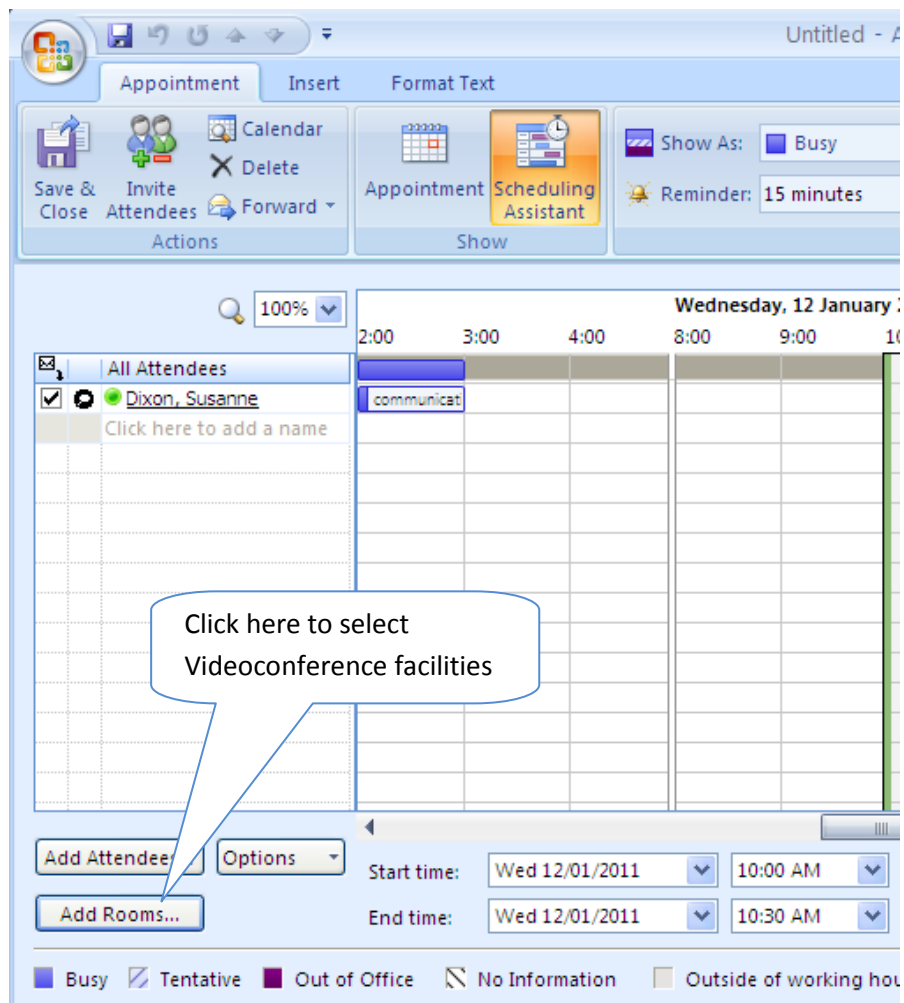 Untitled - A
Appointment Insert Format Text
Save & Close
Invite Attendees
Calendar
Delete
Forward
Actions
Appointment
Scheduling Assistant
Show
Show As: Busy
Reminder: 15 minutes
100%
Wednesday, 12 January
2:00 3:00 4:00 8:00 9:00 10
All Attendees
Dixon, Susanne
communicati
Click here to add a name
Click here to select
Videoconference facilities
Add Attendees Options
Add Rooms...
Start time: Wed 12/01/2011 10:00 AM
End time: Wed 12/01/2011 10:30 AM
Busy Tentative Out of Office No Information Outside of working hou